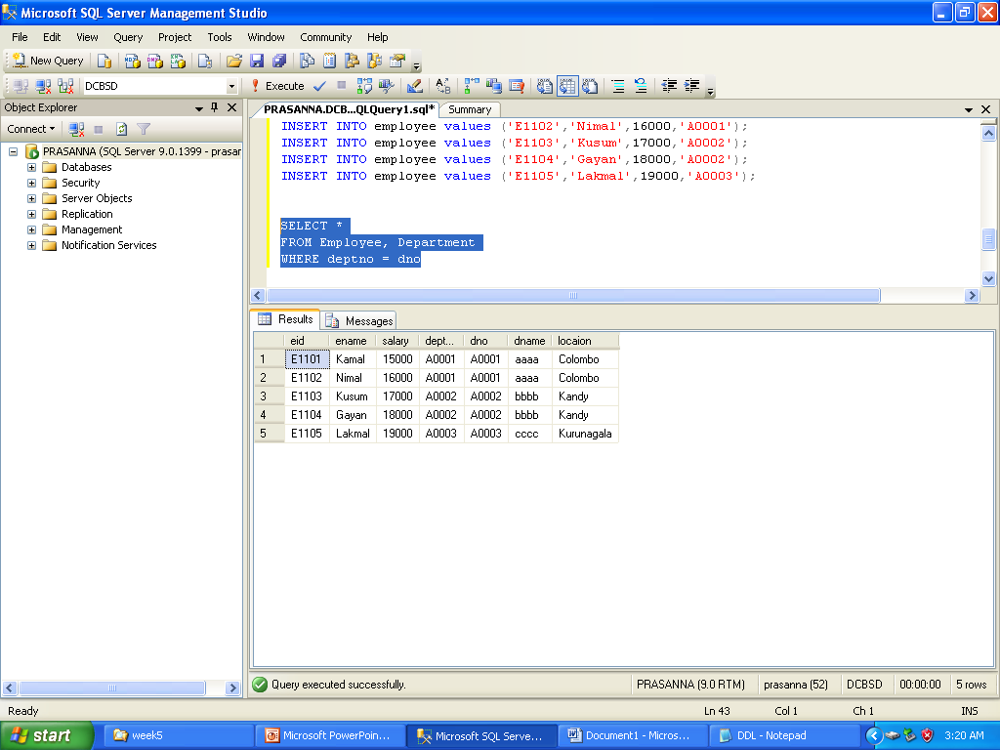 Microsoft SQL Server Management Studio
File Edit View Query Project Tools Window Community Help
New Query
DCBSD Execute
Object Explorer
Connect
PRASANNA (SQL Server 9.0.1399 - prasar
Databases
Security
Server Objects
Replication
Management
Notification Services
PRASANNA.DCB...QLQuery1.sql* Summary
INSERT INTO employee values ('E1102','Nimal',16000,'A0001');
INSERT INTO employee values ('E1103','Kusum',17000,'A0002');
INSERT INTO employee values ('E1104','Gayan',18000,'A0002');
INSERT INTO employee values ('E1105','Lakmal',19000,'A0003');
SELECT *
FROM Employee, Department
WHERE deptno = dno
Results Messages
eid ename salary dept... dno dname locaion
1 E1101 Kamal 15000 A0001 A0001 aaaa Colombo
2 E1102 Nimal 16000 A0001 A0001 aaaa Colombo
3 E1103 Kusum 17000 A0002 A0002 bbbb Kandy
4 E1104 Gayan 18000 A0002 A0002 bbbb Kandy
5 E1105 Lakmal 19000 A0003 A0003 cccc Kurunagala
Query executed successfully. PRASANNA (9.0 RTM) prasanna (52) DCBSD 00:00:00 5 rows
Ready Ln 43 Col 1 Ch 1 INS
start week5 Microsoft PowerPoin... Microsoft SQL Serve... Document1 - Micros... DDL - Notepad 3:20 AM